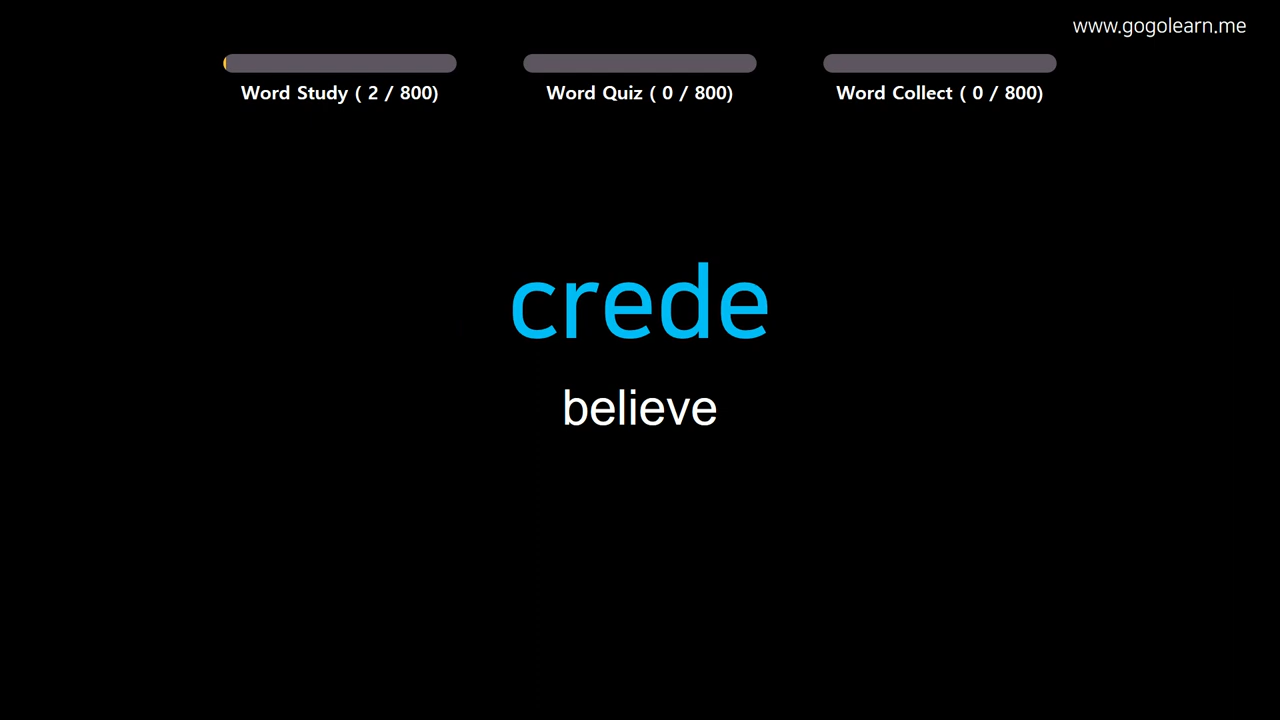 www.gogolearn.me
Word Study ( 2 / 800)
Word Quiz ( 0 / 800)
Word Collect ( 0 / 800)
crede
believe